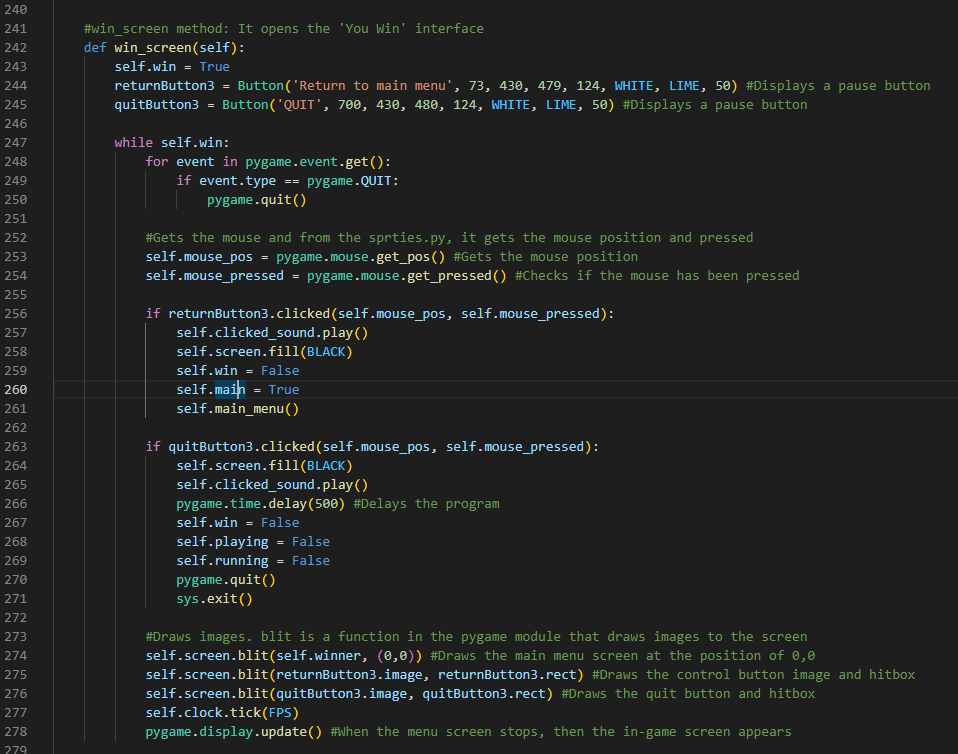 240
241 #win_screen method: It opens the 'You Win' interface
242 def win_screen(self):
243 self.win = True
244 returnButton3 = Button('Return to main menu', 73, 430, 479, 124, WHITE, LIME, 50) #Displays a pause button
245 quitButton3 = Button('QUIT', 700, 430, 480, 124, WHITE, LIME, 50) #Displays a pause button
246
247 while self.win:
248 for event in pygame.event.get():
249 if event.type == pygame.QUIT:
250 pygame.quit()
251
252 #Gets the mouse and from the sprties.py, it gets the mouse position and pressed
253 self.mouse_pos = pygame.mouse.get_pos() #Gets the mouse position
254 self.mouse_pressed = pygame.mouse.get_pressed() #Checks if the mouse has been pressed
255
256 if returnButton3.clicked(self.mouse_pos, self.mouse_pressed):
257 self.clicked_sound.play()
258 self.screen.fill(BLACK)
259 self.win = False
260 self.main = True
261 self.main_menu()
262
263 if quitButton3.clicked(self.mouse_pos, self.mouse_pressed):
264 self.screen.fill(BLACK)
265 self.clicked_sound.play()
266 pygame.time.delay(500) #Delays the program
267 self.win = False
268 self.playing = False
269 self.running = False
270 pygame.quit()
271 sys.exit()
272
273 #Draws images. blit is a function in the pygame module that draws images to the screen
274 self.screen.blit(self.winner, (0,0)) #Draws the main menu screen at the position of 0,0
275 self.screen.blit(returnButton3.image, returnButton3.rect) #Draws the control button image and hitbox
276 self.screen.blit(quitButton3.image, quitButton3.rect) #Draws the quit button and hitbox
277 self.clock.tick(FPS)
278 pygame.display.update() #When the menu screen stops, then the in-game screen appears
279